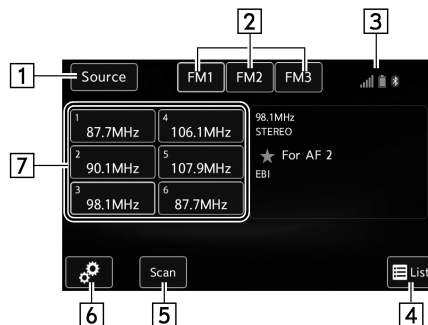 2
3
1
Source
FM1
FM2
FM3
1
87.7MHz
4
106.1MHz
2
90.1MHz
5
107.9MHz
3
98.1MHz
6
87.7MHz
98.1MHz
STEREO
★ For AF 2
EBI
7
Scan
List
6
5
4